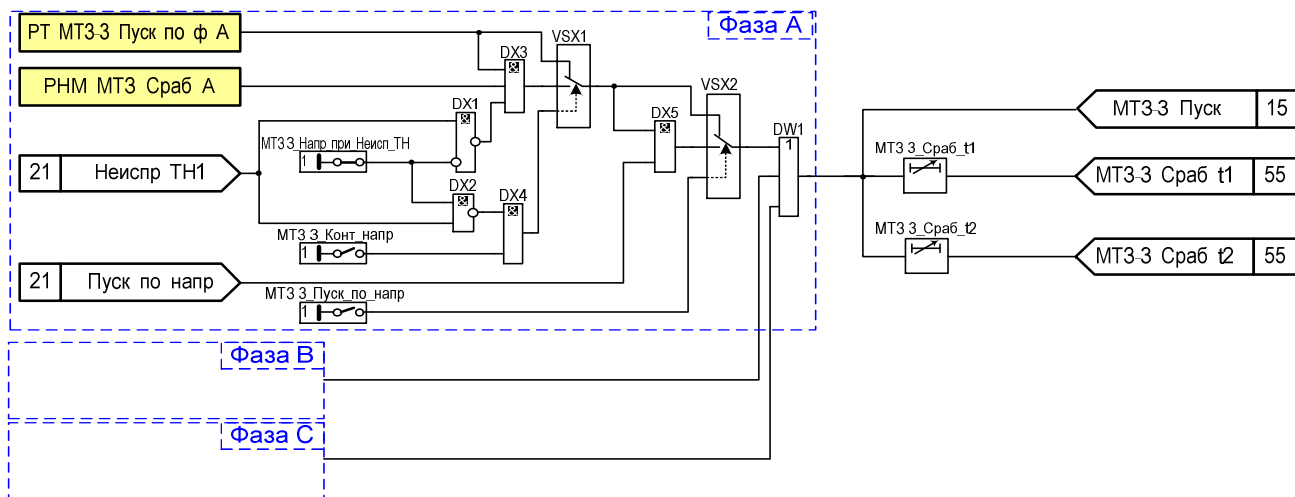 Фаза А
РТ МТЗ-3 Пуск по ф А
РНМ МТЗ Сраб А
21 Неиспр ТН1
21 Пуск по напр
МТЗ 3_Напр_при_Неисп_ТН
1
МТЗ 3_Конт_напр
1
МТЗ 3_Пуск_по_напр
1
DX1
&
DX2
&
DX3
&
DX4
&
VSX1
DX5
&
VSX2
DW1
1
МТЗ-3 Пуск 15
МТЗ 3_Сраб_t1
МТЗ-3 Сраб t1 55
МТЗ 3_Сраб_t2
МТЗ-3 Сраб t2 55
Фаза В
Фаза С